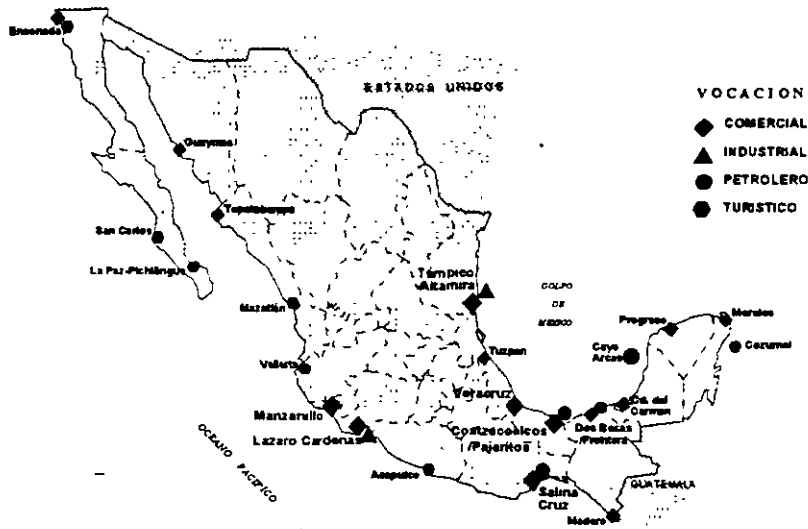 Ensenada
ESTADOS UNIDOS
VOCACION
COMERCIAL
INDUSTRIAL
PETROLERO
TURISTICO
Guaymas
Topolobampo
San Carlos
La Paz-Pichilingue
Mazatlán
Vallarta
Manzanillo
Lazaro Cardenas
Acapulco
OCEANO PACIFICO
Tampico
Altamira
GOLFO
DE
MEXICO
Tuxpan
Veracruz
Coatzacoalcos
/Pajaritos
Salina
Cruz
Madero
GUATEMALA
Dos Bocas
/Frontera
Cd. del
Carmen
Cayo
Arcas
Progreso
Morelos
Cozumel